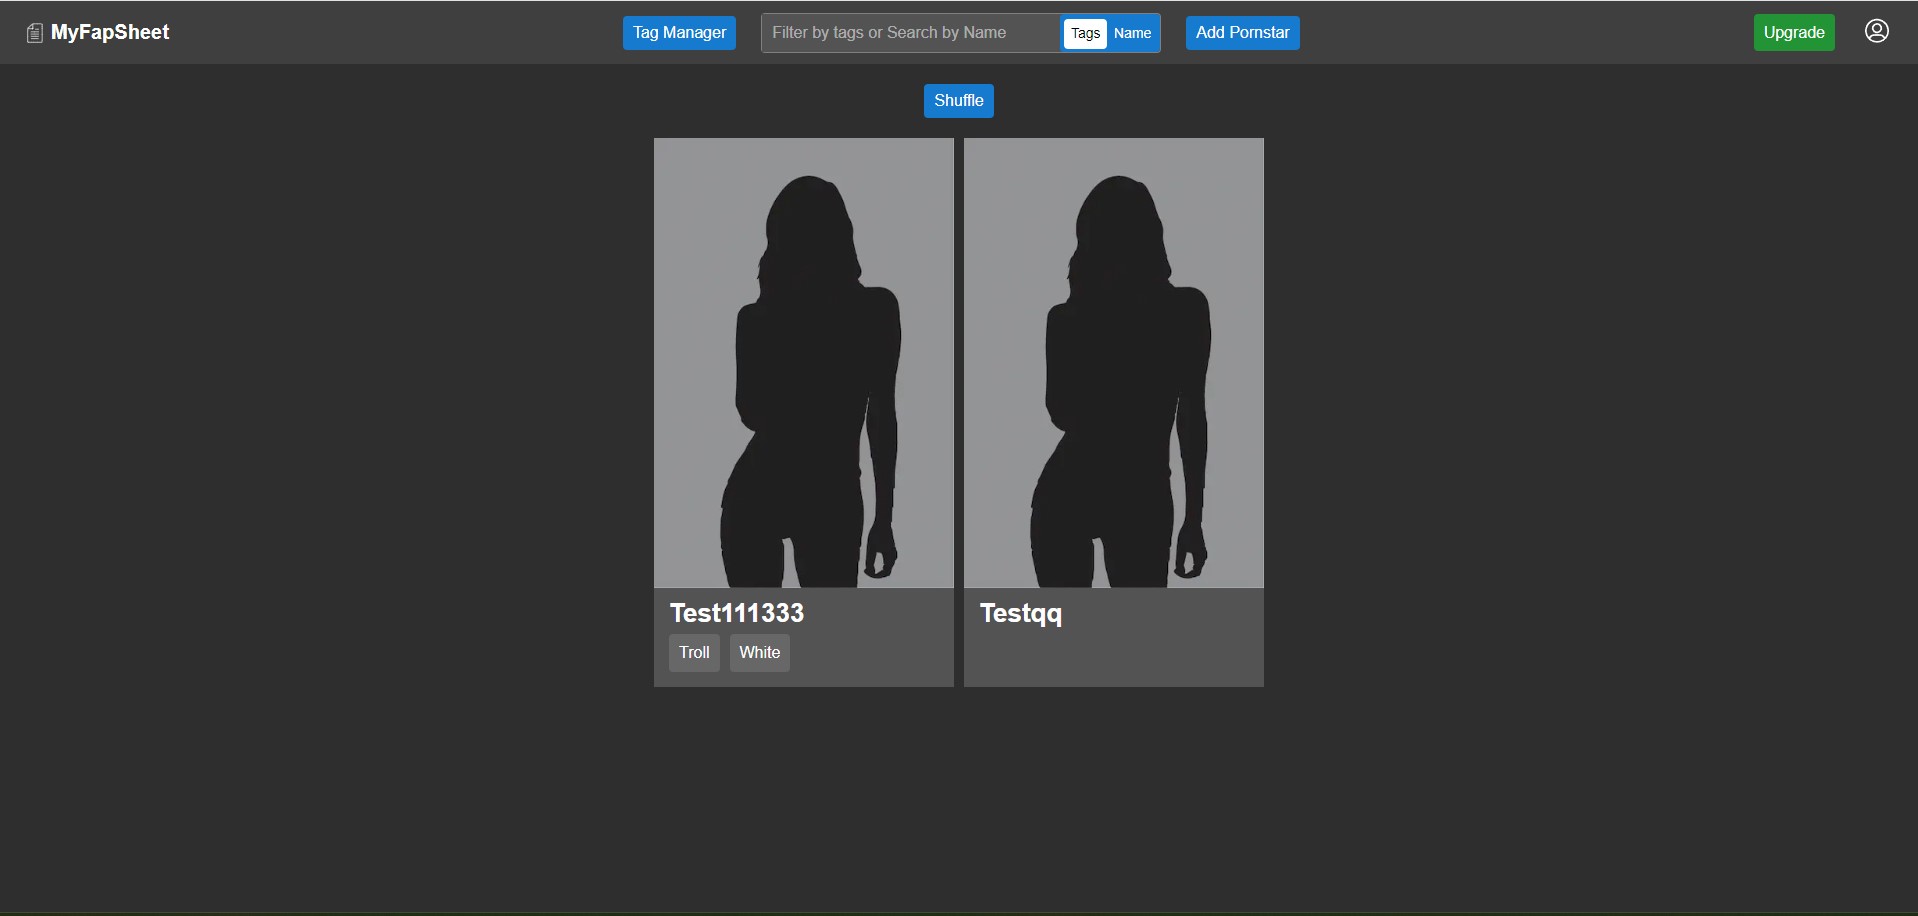 MyFapSheet
Tag Manager
Filter by tags or Search by Name
Tags Name
Add Pornstar
Upgrade
Shuffle
Test111333
Troll White
Testqq